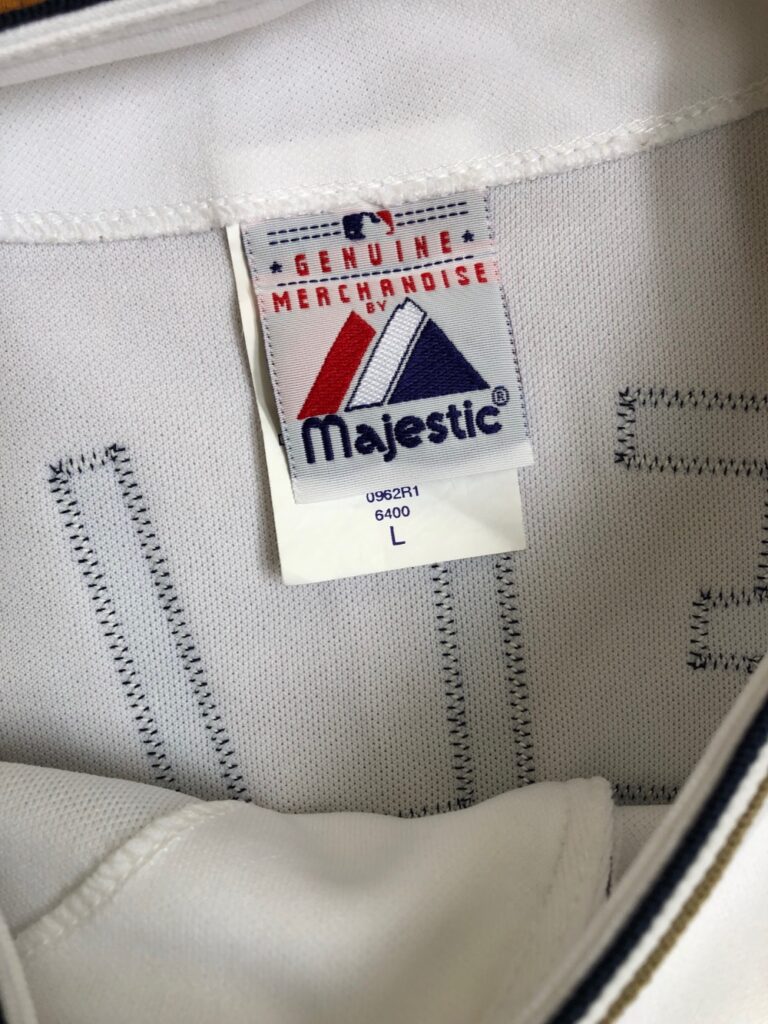 GENUINE
MERCHANDISE
BY
Majestic®
0962R1
6400
L